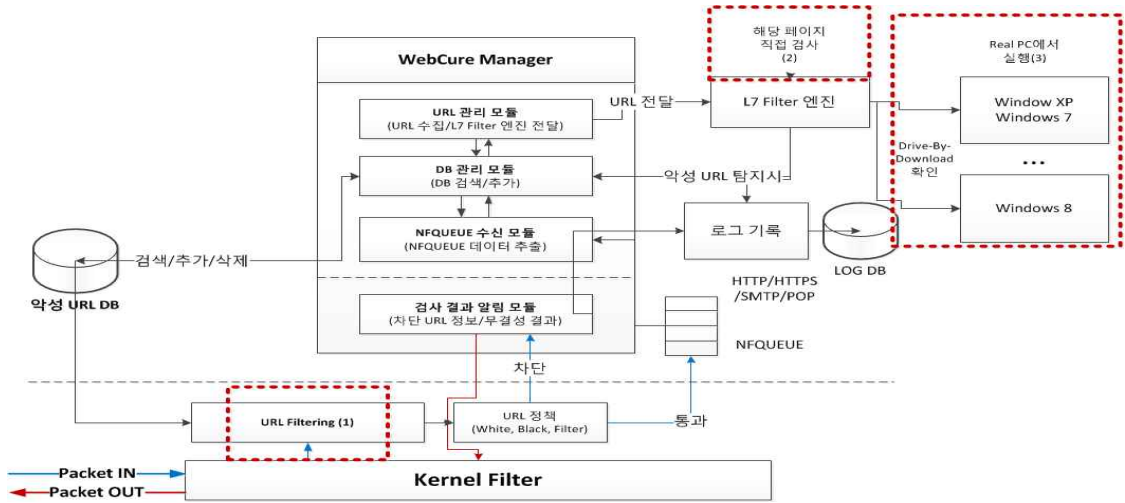 해당 페이지
직접 검사
(2)
Real PC에서
실행(3)
WebCure Manager
URL 전달
L7 Filter 엔진
Window XP
Windows 7
URL 관리 모듈
(URL 수집/L7 Filter 엔진 전달)
Drive-By-
Download
확인
...
DB 관리 모듈
(DB 검색/추가)
악성 URL 탐지시
Windows 8
NFQUEUE 수신 모듈
(NFQUEUE 데이터 추출)
로그 기록
LOG DB
검색/추가/삭제
악성 URL DB
HTTP/HTTPS
/SMTP/POP
검사 결과 알림 모듈
(차단 URL 정보/무결성 결과)
NFQUEUE
차단
URL Filtering (1)
URL 정책
(White, Black, Filter)
통과
Packet IN
Packet OUT
Kernel Filter